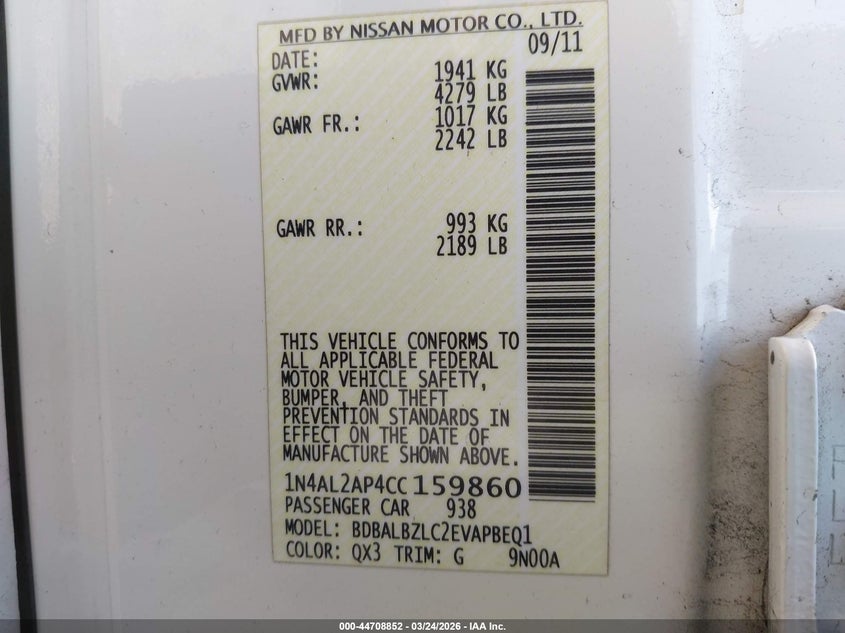 MFD BY NISSAN MOTOR CO., LTD.
DATE: 09/11
GVWR: 1941 KG
4279 LB
GAWR FR.: 1017 KG
2242 LB
GAWR RR.: 993 KG
2189 LB
THIS VEHICLE CONFORMS TO
ALL APPLICABLE FEDERAL
MOTOR VEHICLE SAFETY,
BUMPER, AND THEFT
PREVENTION STANDARDS IN
EFFECT ON THE DATE OF
MANUFACTURE SHOWN ABOVE.
1N4AL2AP4CC159860
PASSENGER CAR 938
MODEL: BDBALBZLC2EVAPBEQ1
COLOR: QX3 TRIM: G 9N00A
000-44708852 - 03/24/2026 - IAA Inc.